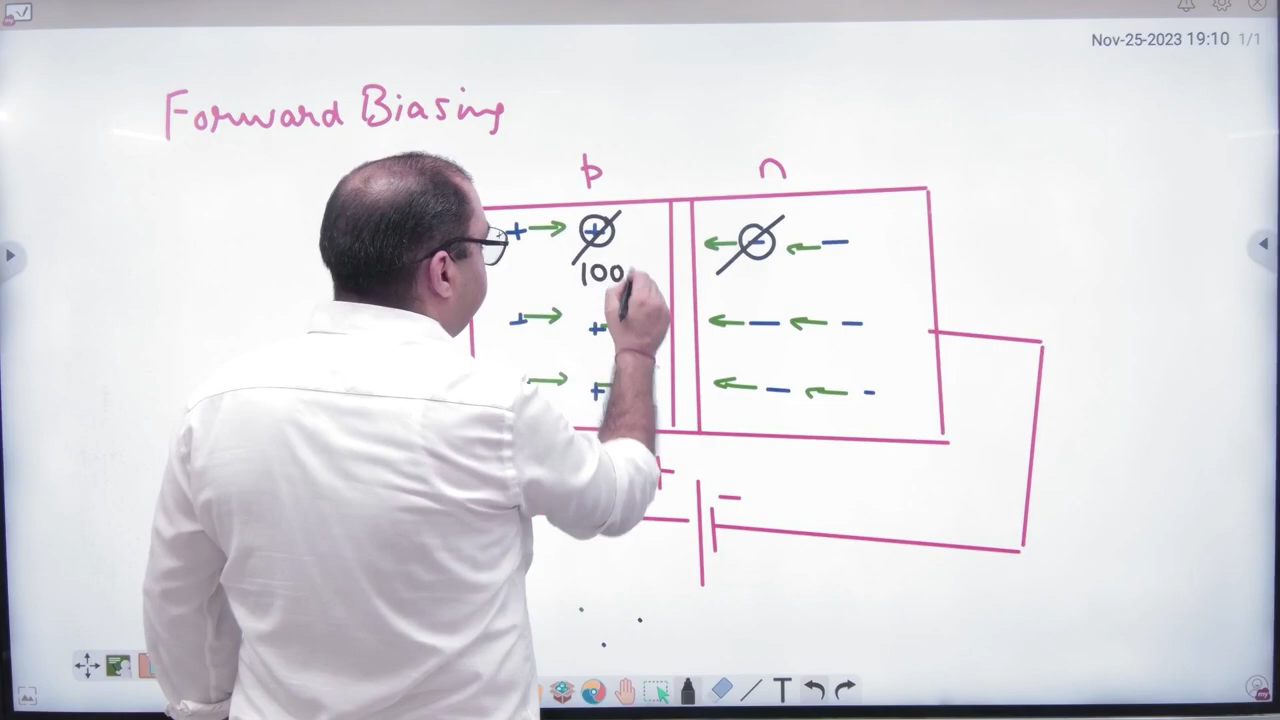 Nov-25-2023 19:10 1/1
Forward Biasing
p n
+ +
- -
100
- -
+ +
- -
+
+ -
T